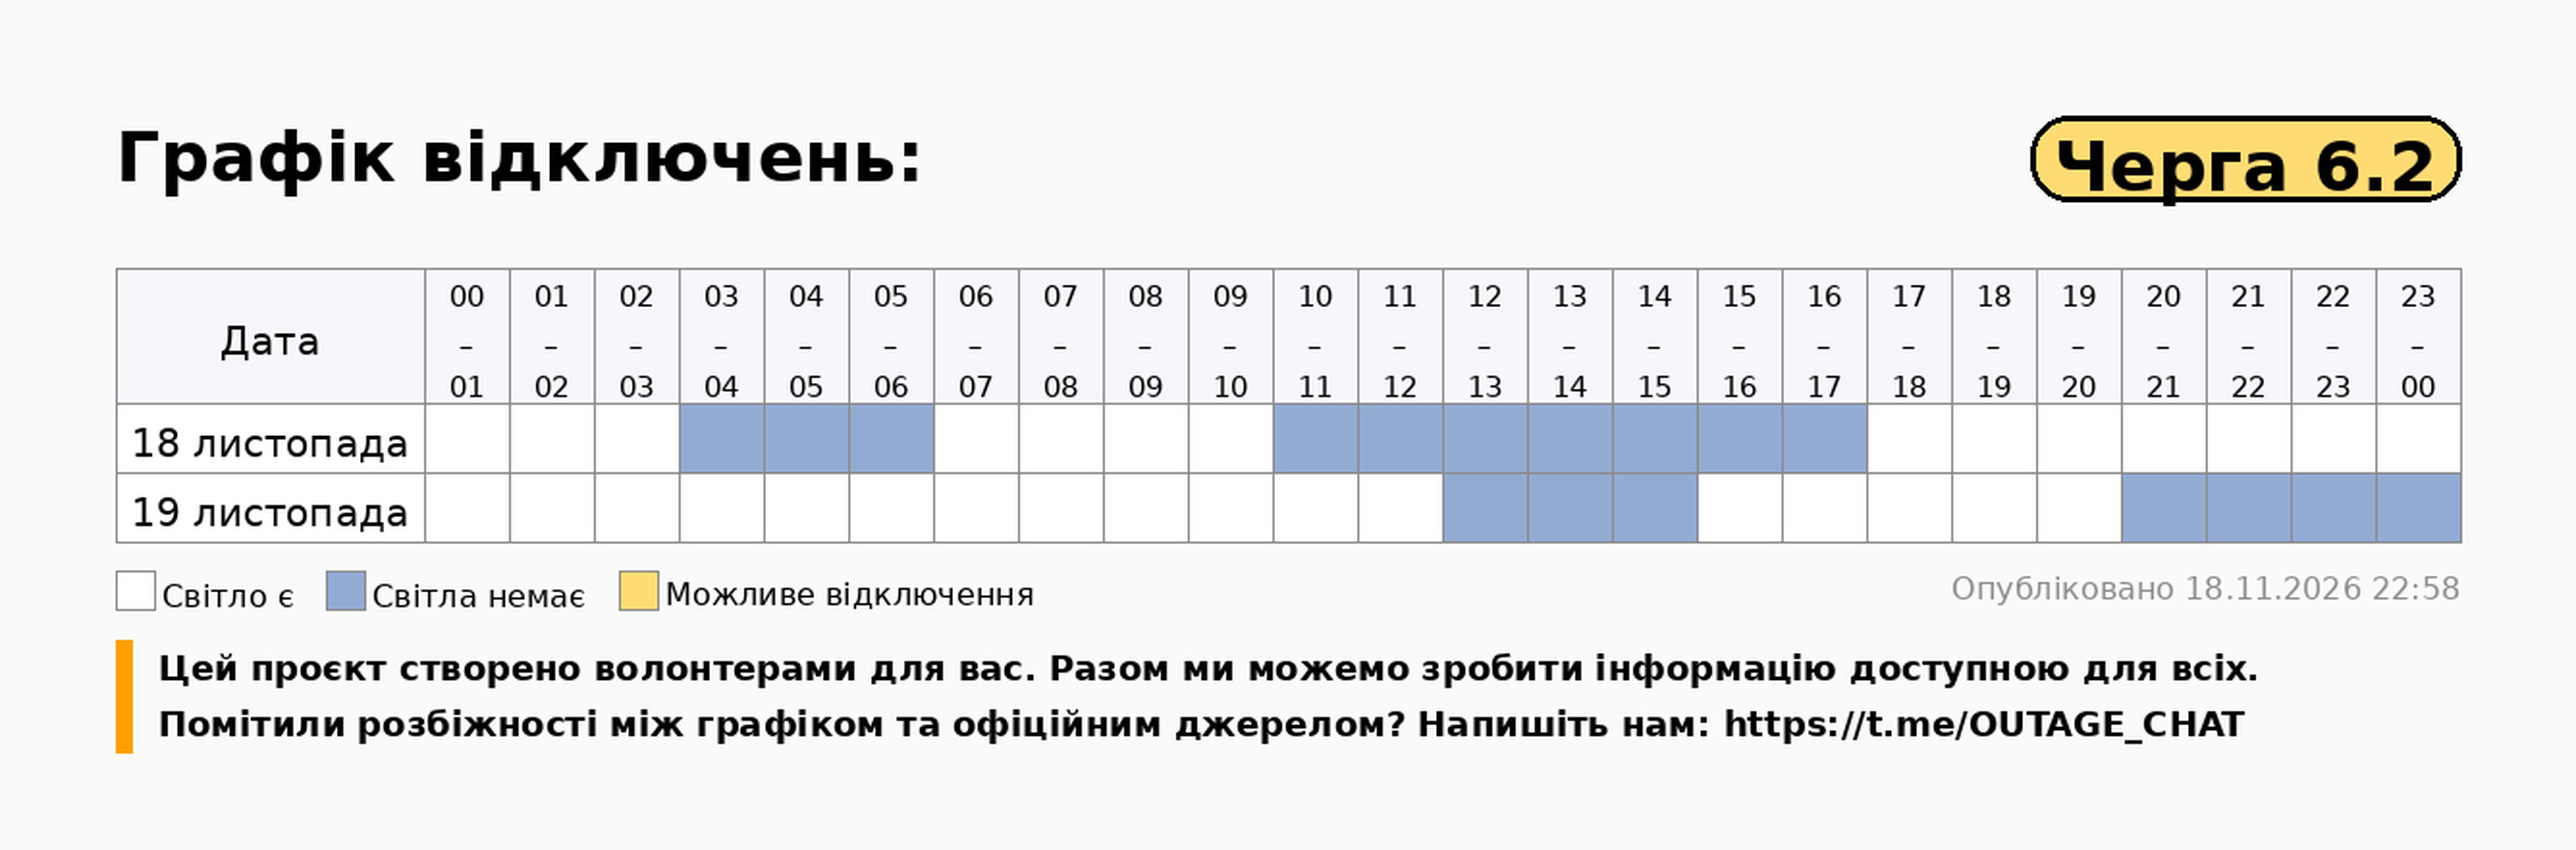 Графік відключень:
Черга 6.2
Дата
00 – 01
01 – 02
02 – 03
03 – 04
04 – 05
05 – 06
06 – 07
07 – 08
08 – 09
09 – 10
10 – 11
11 – 12
12 – 13
13 – 14
14 – 15
15 – 16
16 – 17
17 – 18
18 – 19
19 – 20
20 – 21
21 – 22
22 – 23
23 – 00
18 листопада
19 листопада
Світло є
Світла немає
Можливе відключення
Опубліковано 18.11.2026 22:58
Цей проєкт створено волонтерами для вас. Разом ми можемо зробити інформацію доступною для всіх.
Помітили розбіжності між графіком та офіційним джерелом? Напишіть нам: https://t.me/OUTAGE_CHAT